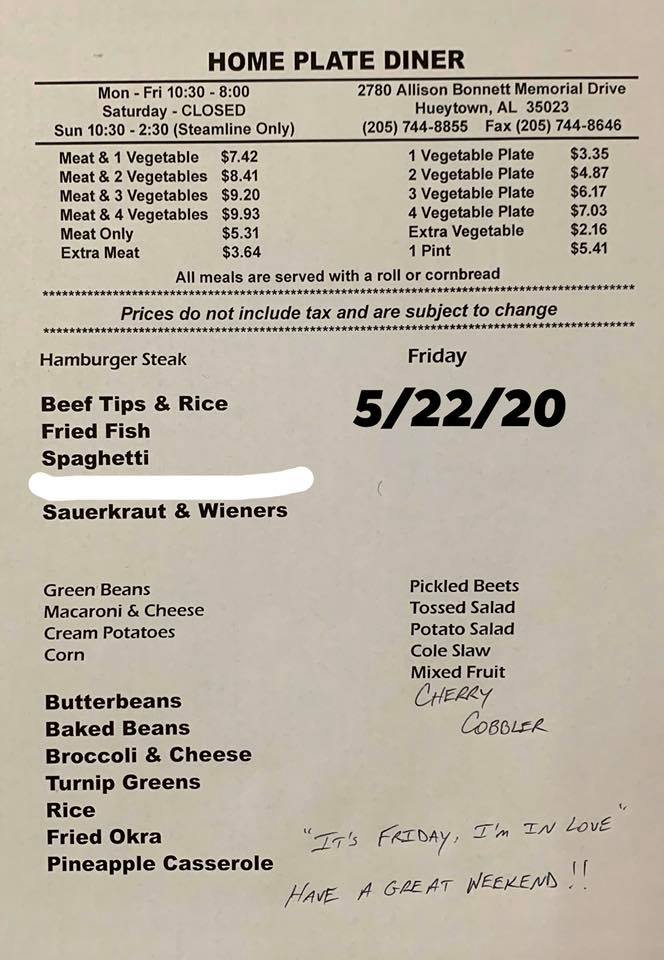 HOME PLATE DINER
Mon - Fri 10:30 - 8:00
Saturday - CLOSED
Sun 10:30 - 2:30 (Steamline Only)
2780 Allison Bonnett Memorial Drive
Hueytown, AL 35023
(205) 744-8855 Fax (205) 744-8646
Meat & 1 Vegetable $7.42
Meat & 2 Vegetables $8.41
Meat & 3 Vegetables $9.20
Meat & 4 Vegetables $9.93
Meat Only $5.31
Extra Meat $3.64
1 Vegetable Plate $3.35
2 Vegetable Plate $4.87
3 Vegetable Plate $6.17
4 Vegetable Plate $7.03
Extra Vegetable $2.16
1 Pint $5.41
All meals are served with a roll or cornbread
Prices do not include tax and are subject to change
Hamburger Steak
Beef Tips & Rice
Fried Fish
Spaghetti
Sauerkraut & Wieners
Friday
5/22/20
Green Beans
Macaroni & Cheese
Cream Potatoes
Corn
Butterbeans
Baked Beans
Broccoli & Cheese
Turnip Greens
Rice
Fried Okra
Pineapple Casserole
Pickled Beets
Tossed Salad
Potato Salad
Cole Slaw
Mixed Fruit
CHERRY
COBBLER
"IT'S FRIDAY, I'm IN LOVE"
HAVE A GREAT WEEKEND!!